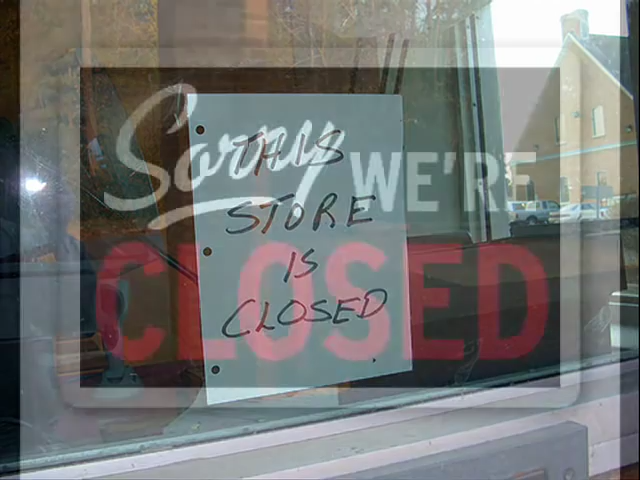 Sorry WE'RE
CLOSED
THIS
STORE
IS
CLOSED